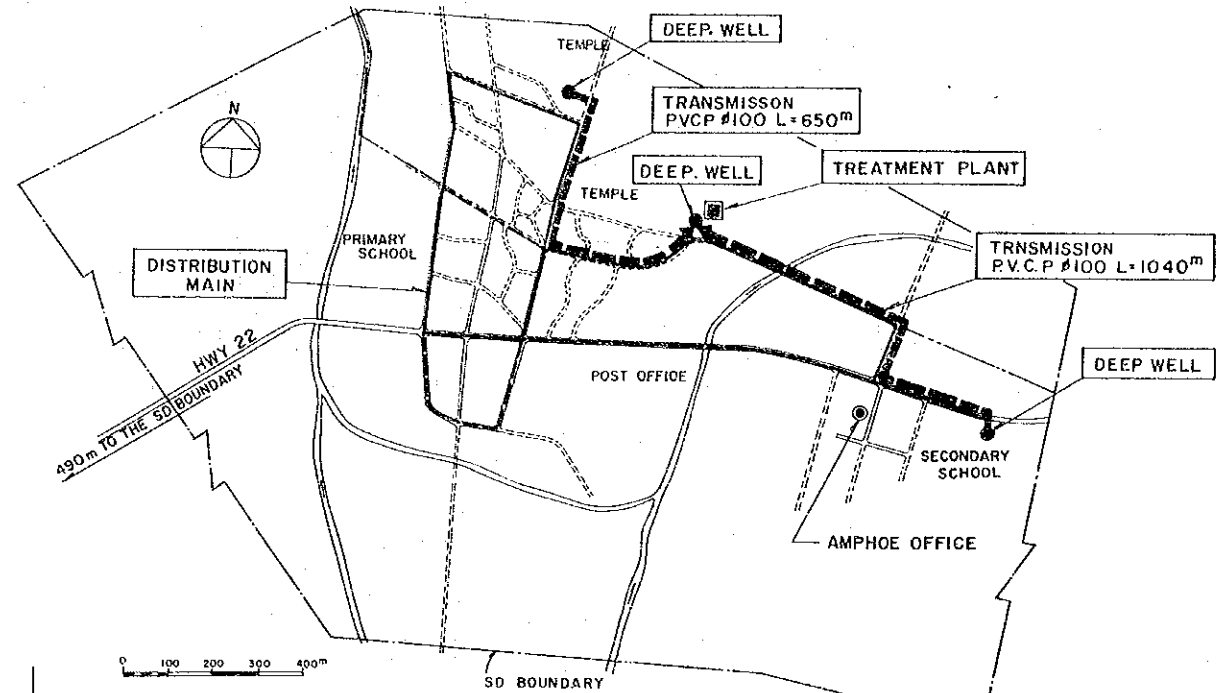 DEEP. WELL
TEMPLE
TRANSMISSON
PVCP ø100 L=650m
N
DEEP. WELL
TREATMENT PLANT
TEMPLE
PRIMARY
SCHOOL
TRNSMISSION
P.V.C.P ø100 L=1040m
DISTRIBUTION
MAIN
HWY 22
490m TO THE SD BOUNDARY
POST OFFICE
DEEP WELL
SECONDARY
SCHOOL
AMPHOE OFFICE
0 100 200 300 400m
SD BOUNDARY